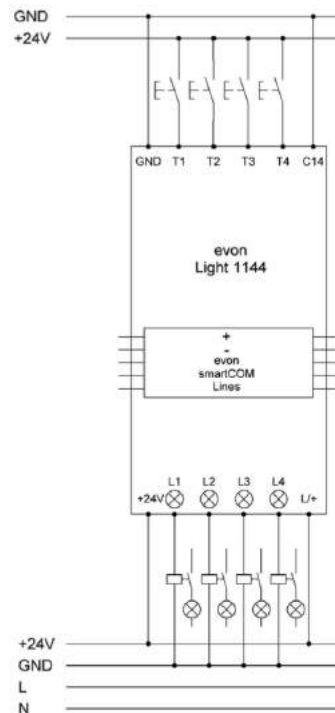 GND
+24V
GND T1 T2 T3 T4 C14
evon
Light 1144
+
-
evon
smartCOM
Lines
L1 L2 L3 L4
+24V L/+
+24V
GND
L
N